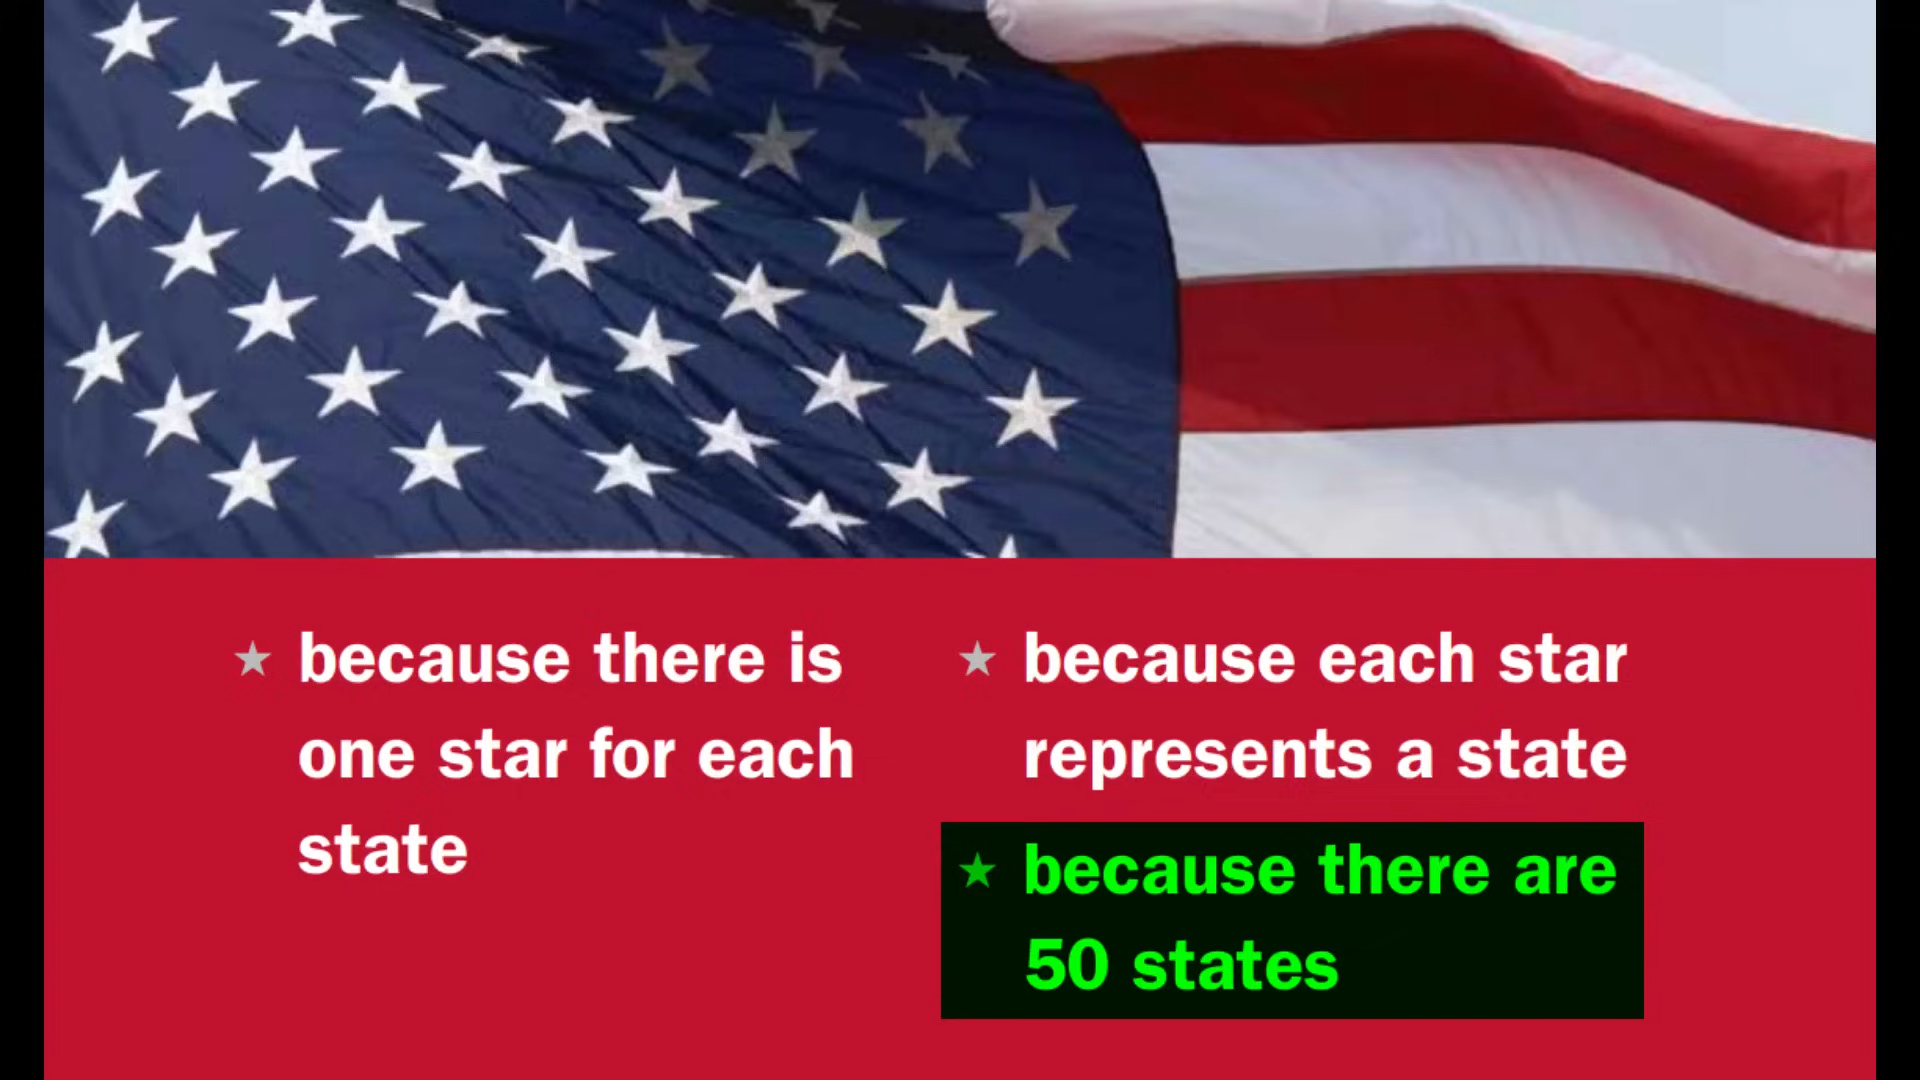 ★ because there is
one star for each
state
★ because each star
represents a state
★ because there are
50 states